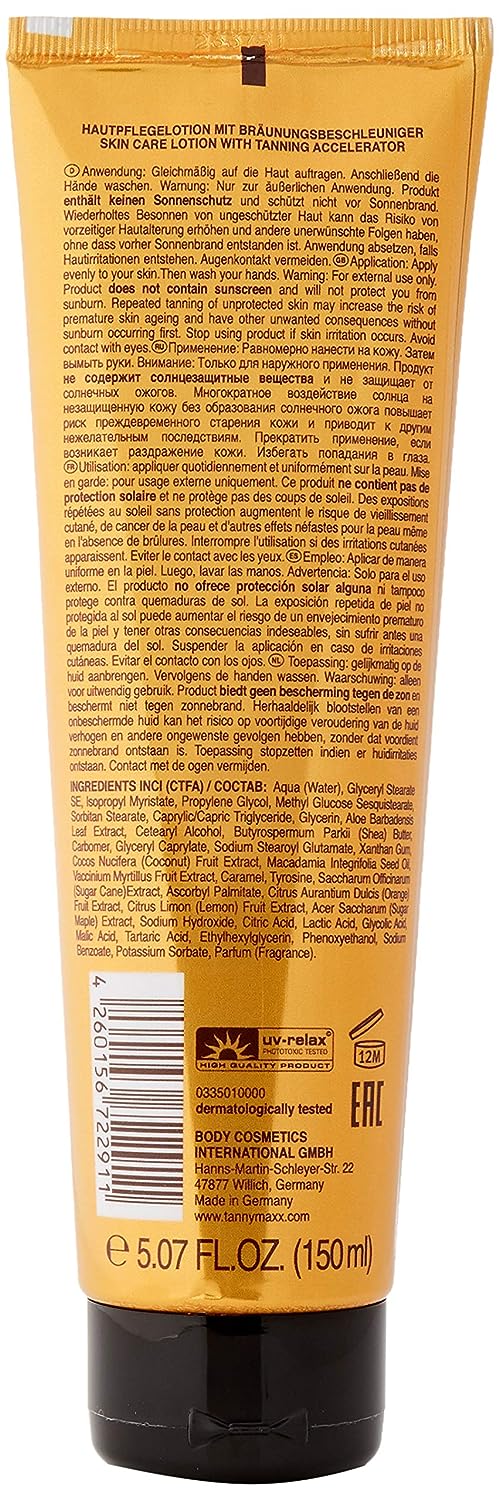 HAUTPFLEGELOTION MIT BRÄUNUNGSBESCHLEUNIGER
SKIN CARE LOTION WITH TANNING ACCELERATOR
D Anwendung: Gleichmäßig auf die Haut auftragen. Anschließend die
Hände waschen. Warnung: Nur zur äußerlichen Anwendung. Produkt
enthält keinen Sonnenschutz und schützt nicht vor Sonnenbrand.
Wiederholtes Besonnen von ungeschützter Haut kann das Risiko von
vorzeitiger Hautalterung erhöhen und andere unerwünschte Folgen haben,
ohne dass vorher Sonnenbrand entstanden ist. Anwendung absetzen, falls
Hautirritationen entstehen. Augenkontakt vermeiden. GB Application: Apply
evenly to your skin.Then wash your hands. Warning: For external use only.
Product does not contain sunscreen and will not protect you from
sunburn. Repeated tanning of unprotected skin may increase the risk of
premature skin ageing and have other unwanted consequences without
sunburn occurring first. Stop using product if skin irritation occurs. Avoid
contact with eyes. RU Применение: Равномерно нанести на кожу. Затем
вымыть руки. Внимание: Только для наружного применения. Продукт
не содержит солнцезащитные вещества и не защищает от
солнечных ожогов. Многократное воздействие солнца на
незащищенную кожу без образования солнечного ожога повышает
риск преждевременного старения кожи и приводит к другим
нежелательным последствиям. Прекратить применение, если
возникает раздражение кожи. Избегать попадания в глаза.
FR Utilisation: appliquer quotidiennement et uniformément sur la peau. Mise
en garde: pour usage externe uniquement. Ce produit ne contient pas de
protection solaire et ne protège pas des coups de soleil. Des expositions
répétées au soleil sans protection augmentent le risque de vieillissement
cutané, de cancer de la peau et d'autres effets néfastes pour la peau même
en l'absence de brûlures. Interrompre l'utilisation si des irritations cutanées
apparaissent. Eviter le contact avec les yeux. ES Empleo: Aplicar de manera
uniforme en la piel. Luego, lavar las manos. Advertencia: Solo para el uso
externo. El producto no ofrece protección solar alguna ni tampoco
protege contra quemaduras de sol. La exposición repetida de piel no
protegida al sol puede aumentar el riesgo de un envejecimiento prematuro
de la piel y tener otras consecuencias indeseables, sin sufrir antes una
quemadura del sol. Suspender la aplicación en caso de irritaciones
cutáneas. Evitar el contacto con los ojos. NL Toepassing: gelijkmatig op de
huid aanbrengen. Vervolgens de handen wassen. Waarschuwing: alleen
voor uitwendig gebruik. Product biedt geen bescherming tegen de zon en
beschermt niet tegen zonnebrand. Herhaaldelijk blootstellen van een
onbeschermde huid kan het risico op voortijdige veroudering van de huid
verhogen en andere ongewenste gevolgen hebben, zonder dat voordient
zonnebrand ontstaan is. Toepassing stopzetten indien er huidirritaties
ontstaan. Contact met de ogen vermijden.
INGREDIENTS INCI (CTFA) / СОСТАВ: Aqua (Water), Glyceryl Stearate
SE, Isopropyl Myristate, Propylene Glycol, Methyl Glucose Sesquistearate,
Sorbitan Stearate, Caprylic/Capric Triglyceride, Glycerin, Aloe Barbadensis
Leaf Extract, Cetearyl Alcohol, Butyrospermum Parkii (Shea) Butter,
Carbomer, Glyceryl Caprylate, Sodium Stearoyl Glutamate, Xanthan Gum,
Cocos Nucifera (Coconut) Fruit Extract, Macadamia Integrifolia Seed Oil,
Vaccinium Myrtillus Fruit Extract, Caramel, Tyrosine, Saccharum Officinarum
(Sugar Cane)Extract, Ascorbyl Palmitate, Citrus Aurantium Dulcis (Orange)
Fruit Extract, Citrus Limon (Lemon) Fruit Extract, Acer Saccharum (Sugar
Maple) Extract, Sodium Hydroxide, Citric Acid, Lactic Acid, Glycolic Acid,
Malic Acid, Tartaric Acid, Ethylhexylglycerin, Phenoxyethanol, Sodium
Benzoate, Potassium Sorbate, Parfum (Fragrance).
4 260156 722911
uv-relax®
PHOTOTOXIC TESTED
HIGH QUALITY PRODUCT
12M
EAC
0335010000
dermatologically tested
BODY COSMETICS
INTERNATIONAL GMBH
Hanns-Martin-Schleyer-Str. 22
47877 Willich, Germany
Made in Germany
www.tannymaxx.com
e 5.07 FL.OZ. (150 ml)